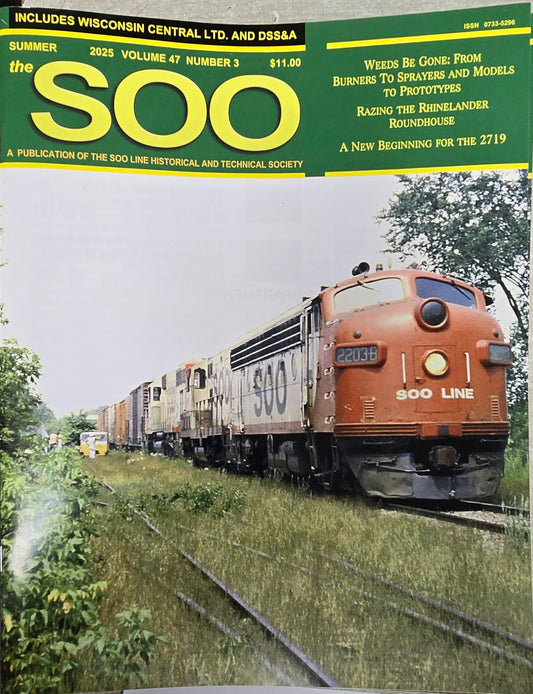 INCLUDES WISCONSIN CENTRAL LTD. AND DSS&A
ISSN 0733-5296
SUMMER 2025 VOLUME 47 NUMBER 3 $11.00
the SOO
A PUBLICATION OF THE SOO LINE HISTORICAL AND TECHNICAL SOCIETY
WEEDS BE GONE: FROM
BURNERS TO SPRAYERS AND MODELS
TO PROTOTYPES
RAZING THE RHINELANDER
ROUNDHOUSE
A NEW BEGINNING FOR THE 2719
2203B
SOO LINE
SOO
SOO